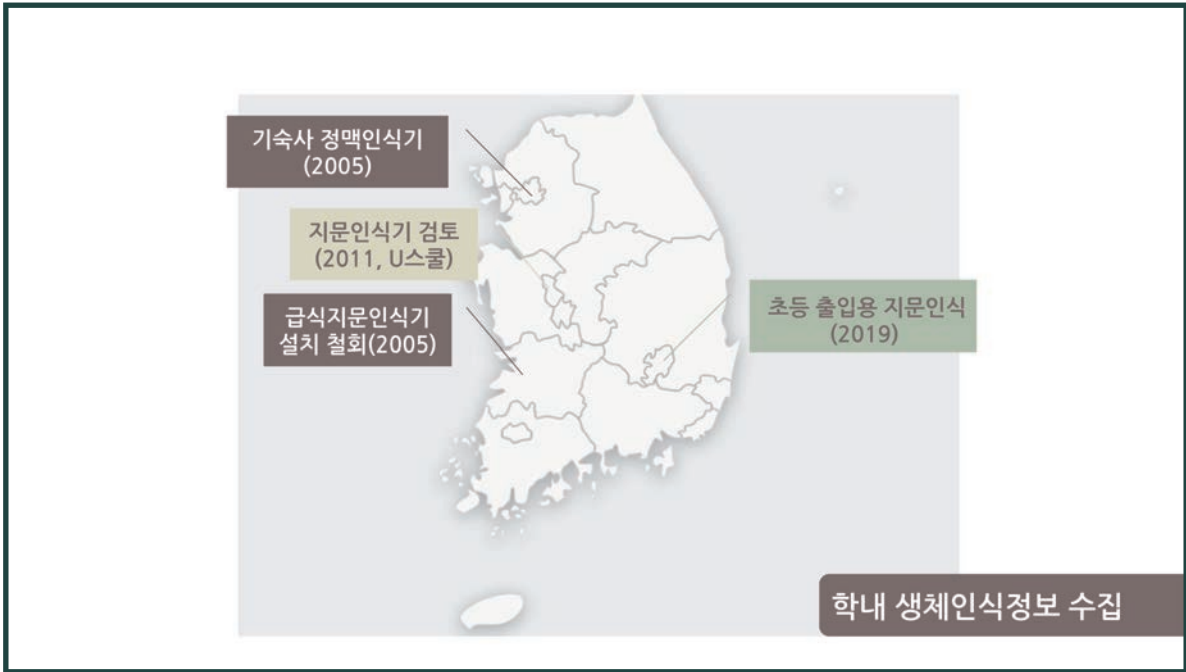 기숙사 정맥인식기
(2005)
지문인식기 검토
(2011, U스쿨)
급식지문인식기
설치 철회(2005)
초등 출입용 지문인식
(2019)
학내 생체인식정보 수집